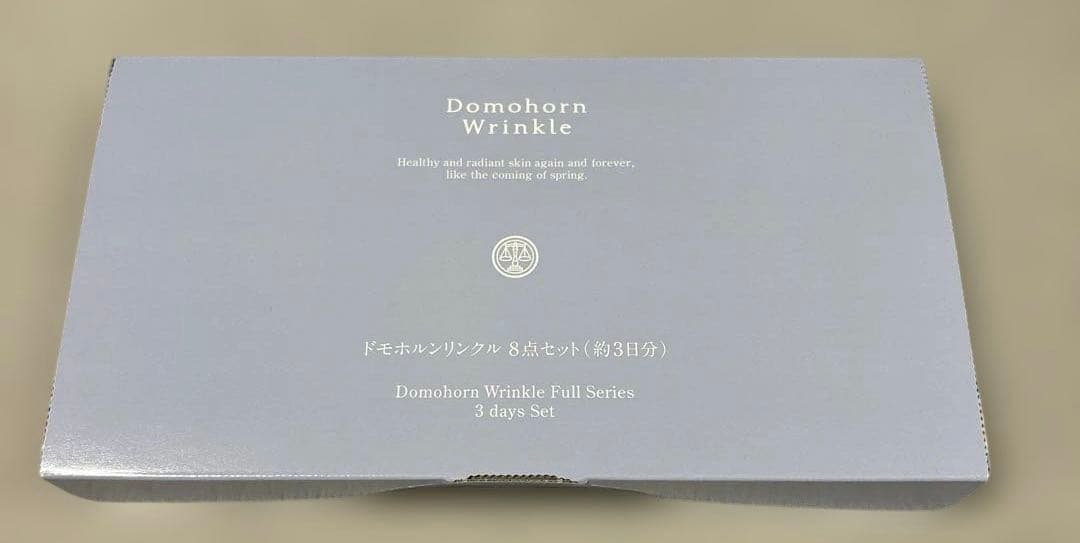 Domohorn
Wrinkle
Healthy and radiant skin again and forever,
like the coming of spring.
ドモホルンリンクル 8点セット(約3日分)
Domohorn Wrinkle Full Series
3 days Set